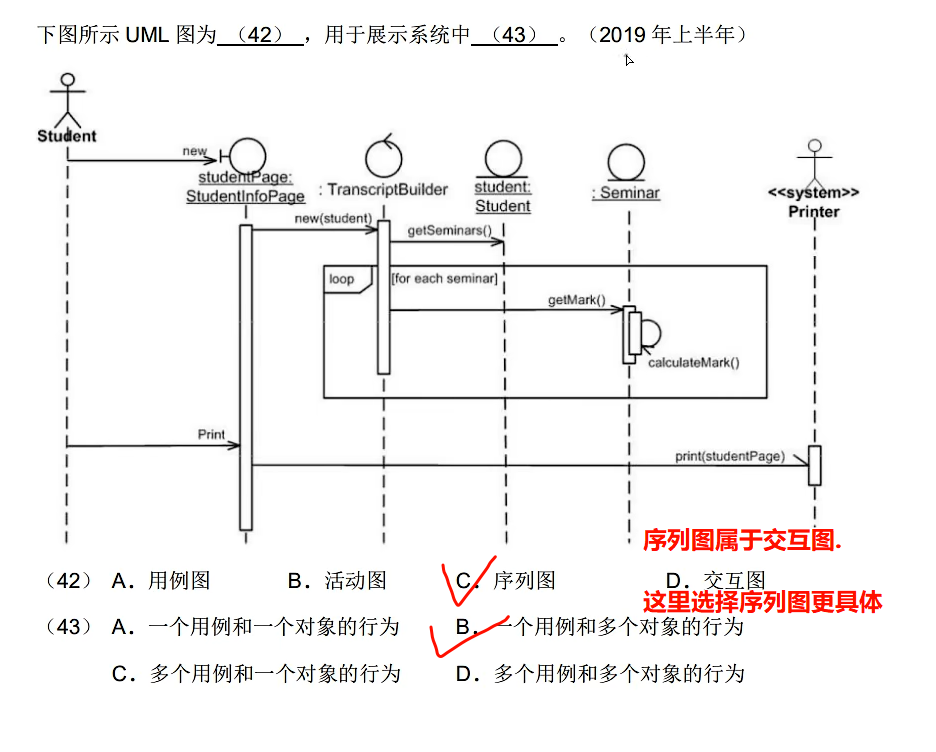 下图所示 UML 图为 （42） ，用于展示系统中 （43） 。（2019 年上半年）
Student
new
studentPage:
StudentInfoPage
: TranscriptBuilder
student:
Student
: Seminar
<<system>>
Printer
new(student)
getSeminars()
loop
[for each seminar]
getMark()
calculateMark()
Print
print(studentPage)
序列图属于交互图.
（42） A．用例图 B．活动图 C．序列图 D．交互图
这里选择序列图更具体
（43） A．一个用例和一个对象的行为 B．一个用例和多个对象的行为
C．多个用例和一个对象的行为 D．多个用例和多个对象的行为